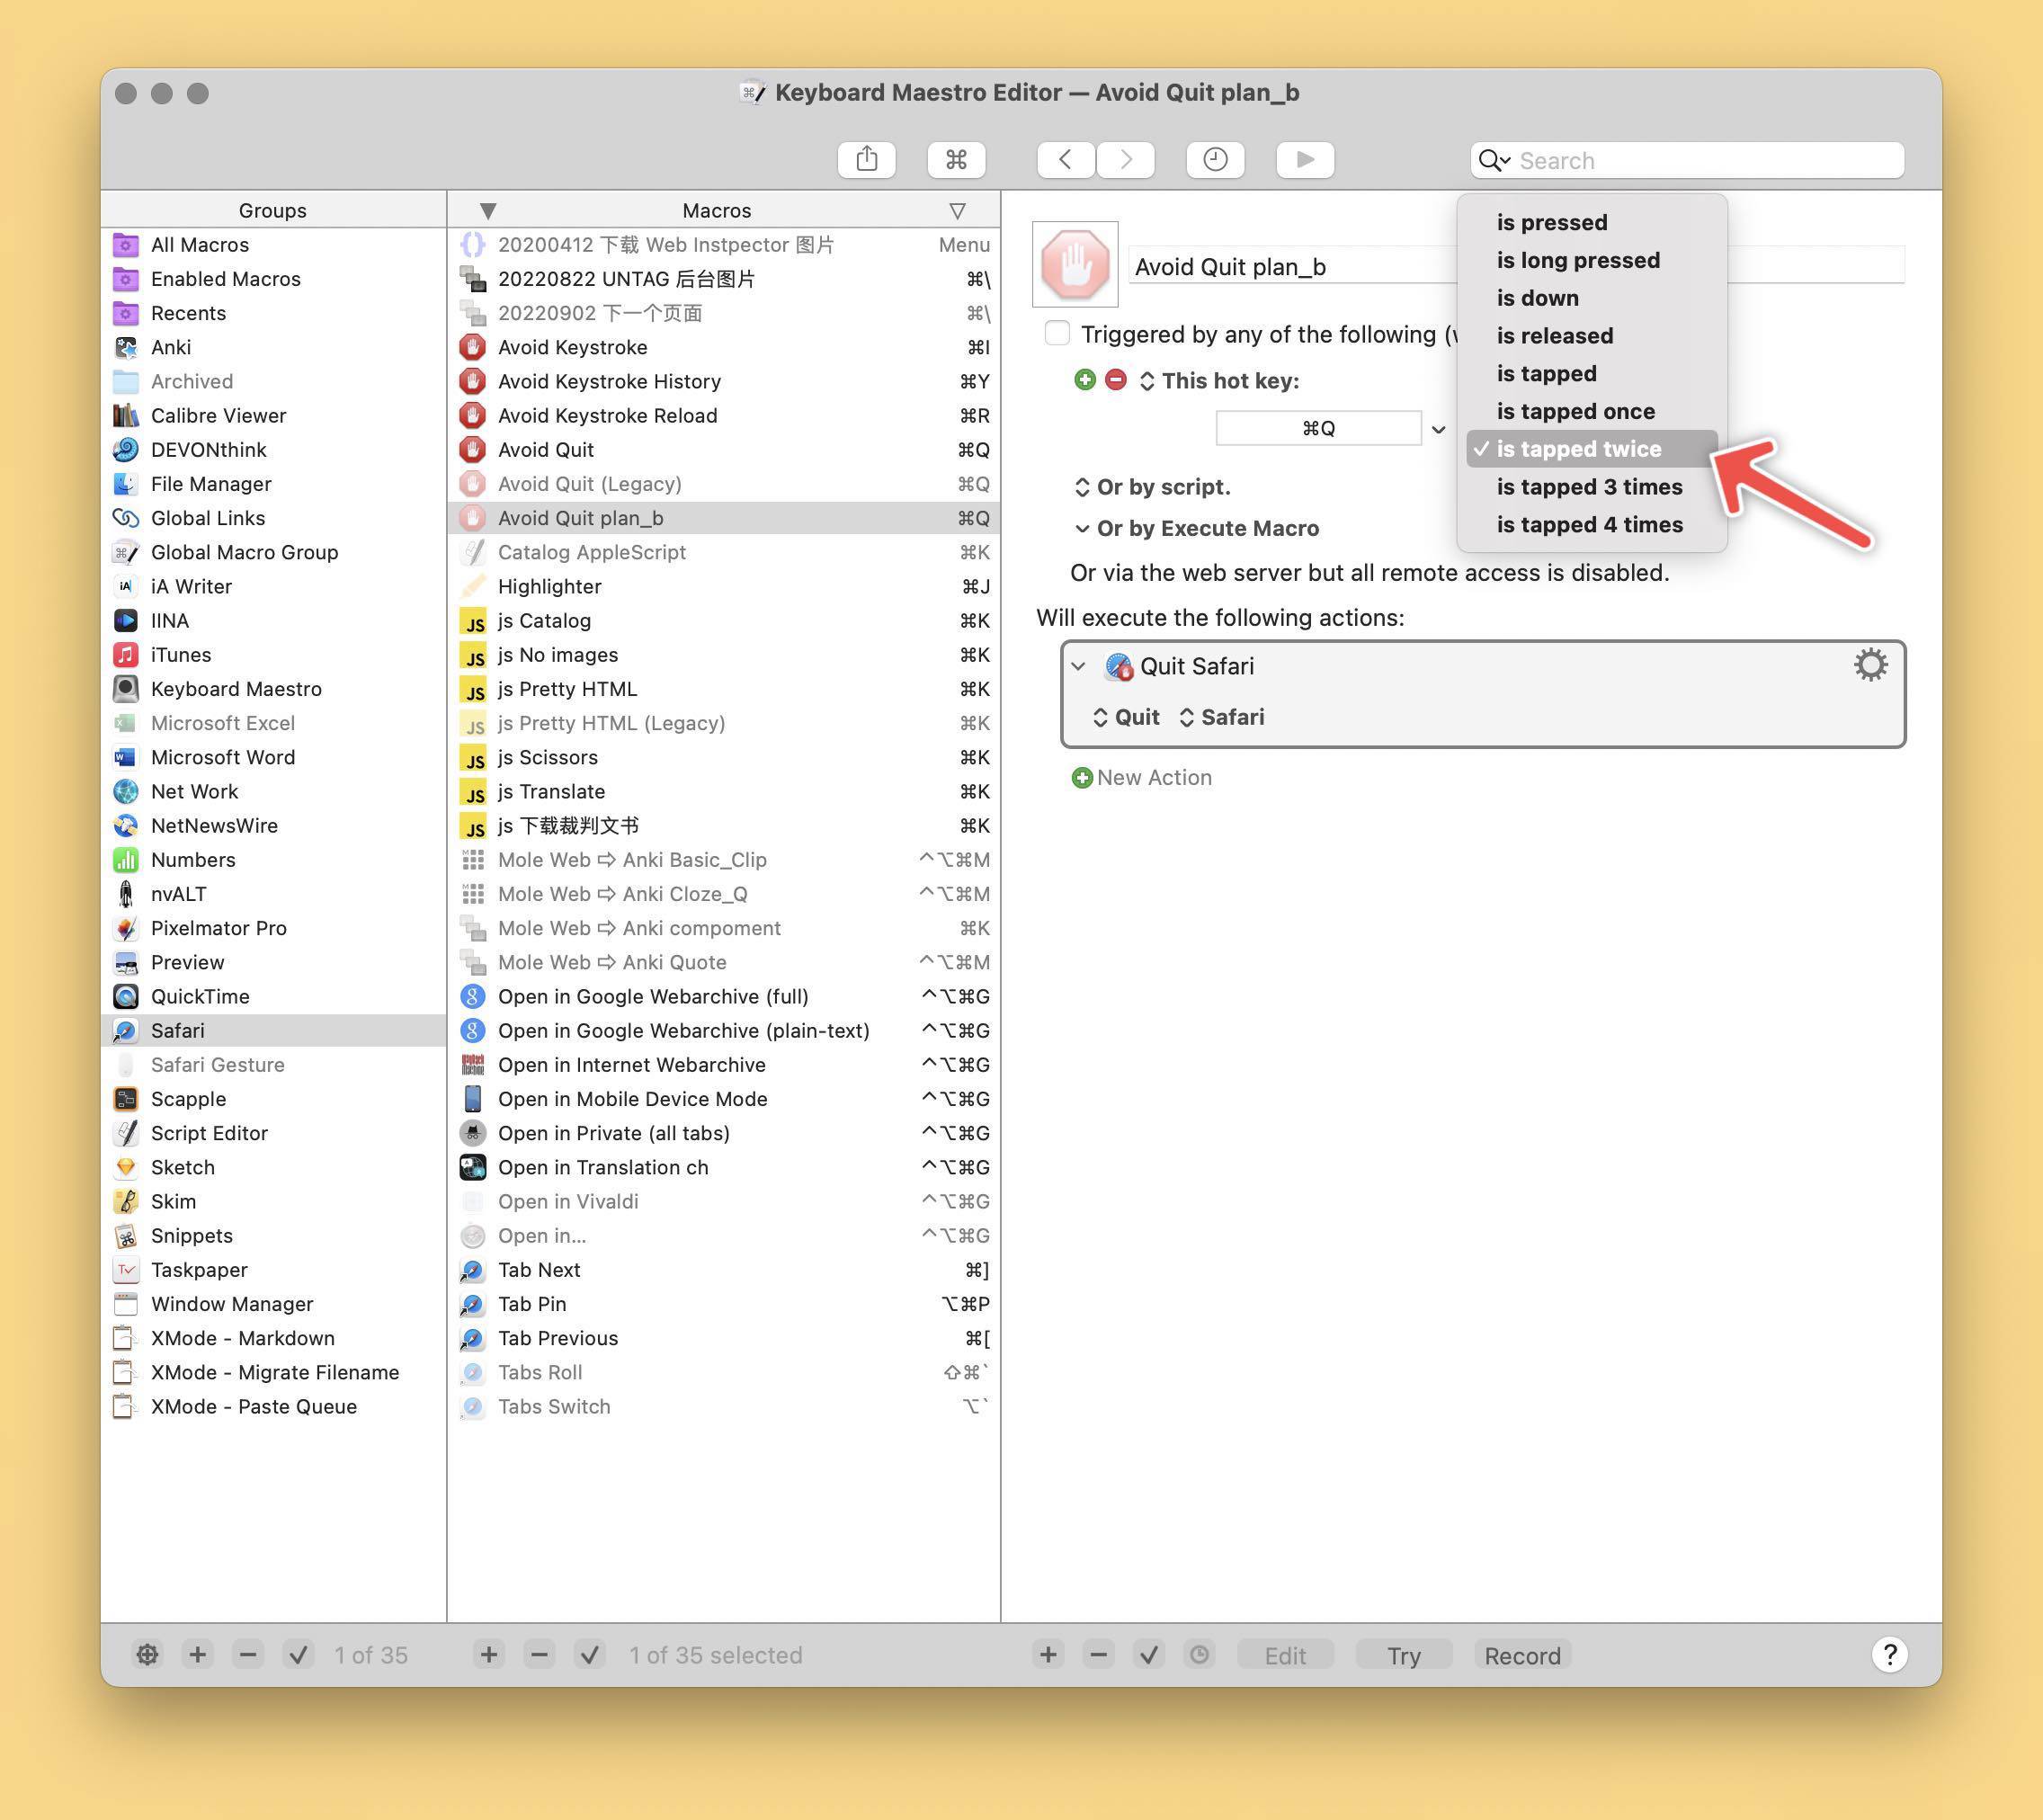 Keyboard Maestro Editor — Avoid Quit plan_b
⌘
Search
Groups
All Macros
Enabled Macros
Recents
Anki
Archived
Calibre Viewer
DEVONthink
File Manager
Global Links
Global Macro Group
iA Writer
IINA
iTunes
Keyboard Maestro
Microsoft Excel
Microsoft Word
Net Work
NetNewsWire
Numbers
nvALT
Pixelmator Pro
Preview
QuickTime
Safari
Safari Gesture
Scapple
Script Editor
Sketch
Skim
Snippets
Taskpaper
Window Manager
XMode - Markdown
XMode - Migrate Filename
XMode - Paste Queue
Macros
20200412 下载 Web Instpector 图片 Menu
20220822 UNTAG 后台图片 ⌘\
20220902 下一个页面 ⌘\
Avoid Keystroke ⌘I
Avoid Keystroke History ⌘Y
Avoid Keystroke Reload ⌘R
Avoid Quit ⌘Q
Avoid Quit (Legacy) ⌘Q
Avoid Quit plan_b ⌘Q
Catalog AppleScript ⌘K
Highlighter ⌘J
js Catalog ⌘K
js No images ⌘K
js Pretty HTML ⌘K
js Pretty HTML (Legacy) ⌘K
js Scissors ⌘K
js Translate ⌘K
js 下载裁判文书 ⌘K
Mole Web ⇨ Anki Basic_Clip ^⌥⌘M
Mole Web ⇨ Anki Cloze_Q ^⌥⌘M
Mole Web ⇨ Anki compoment ⌘K
Mole Web ⇨ Anki Quote ^⌥⌘M
Open in Google Webarchive (full) ^⌥⌘G
Open in Google Webarchive (plain-text) ^⌥⌘G
Open in Internet Webarchive ^⌥⌘G
Open in Mobile Device Mode ^⌥⌘G
Open in Private (all tabs) ^⌥⌘G
Open in Translation ch ^⌥⌘G
Open in Vivaldi ^⌥⌘G
Open in... ^⌥⌘G
Tab Next ⌘]
Tab Pin ⌥⌘P
Tab Previous ⌘[
Tabs Roll ⇧⌘`
Tabs Switch ⌥`
Avoid Quit plan_b
Triggered by any of the following (
This hot key:
⌘Q
is pressed
is long pressed
is down
is released
is tapped
is tapped once
✓ is tapped twice
is tapped 3 times
is tapped 4 times
Or by script.
Or by Execute Macro
Or via the web server but all remote access is disabled.
Will execute the following actions:
Quit Safari
Quit Safari
New Action
1 of 35
1 of 35 selected
Edit
Try
Record
?